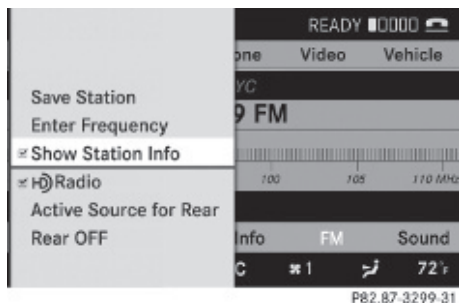 READY
one Video Vehicle
YC
Save Station
Enter Frequency
9 FM
Show Station Info
HD Radio
100 105 110 MHz
Active Source for Rear
Rear OFF
Info FM Sound
C 1 72°F
P82.87-3299-31